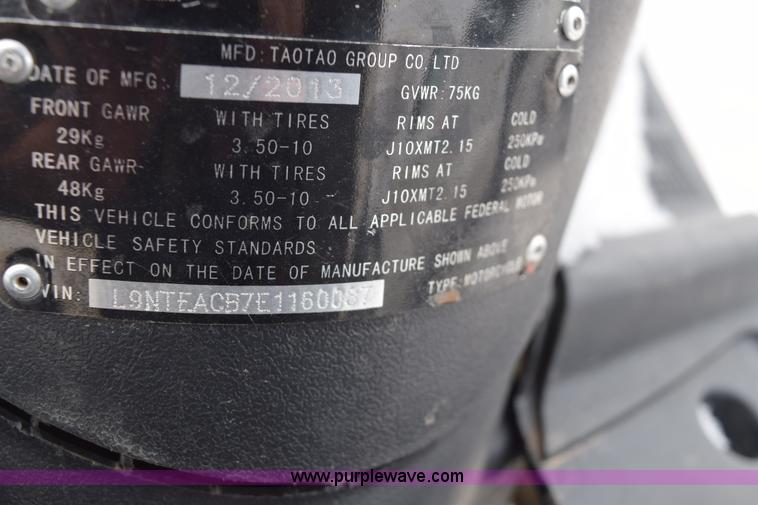 MFD: TAOTAO GROUP CO, LTD
DATE OF MFG: 12/2013 GVWR: 75KG
FRONT GAWR WITH TIRES RIMS AT COLD
29Kg 3.50-10 J10XMT2.15 250KPa
REAR GAWR- WITH TIRES RIMS AT COLD
48Kg 3.50-10 J10XMT2.15 250KPa
THIS VEHICLE CONFORMS TO ALL APPLICABLE FEDERAL MOTOR
VEHICLE SAFETY STANDARDS
IN EFFECT ON THE DATE OF MANUFACTURE SHOWN ABOVE
VIN: L9NTEACB7E1160087 TYPE: MOTORCYCLE
www.purplewave.com